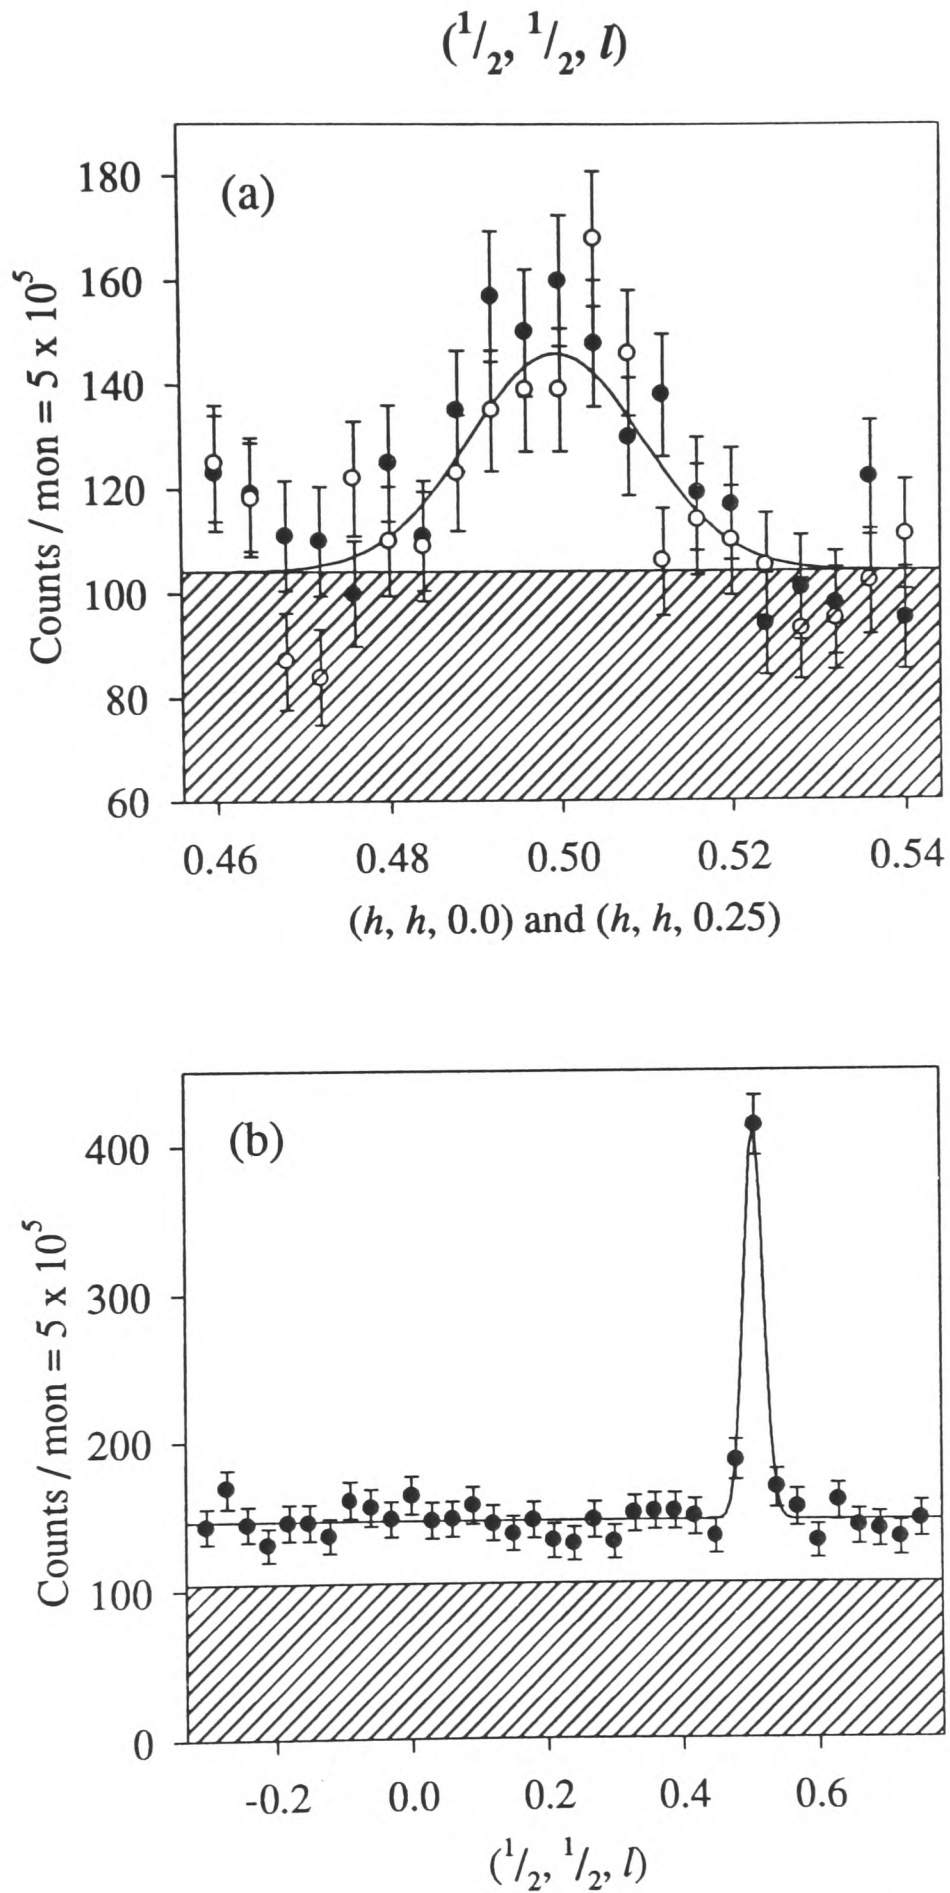 (1/2, 1/2, l)
(a)
180
160
140
120
100
80
60
Counts / mon = 5 x 10^5
0.46 0.48 0.50 0.52 0.54
(h, h, 0.0) and (h, h, 0.25)
(b)
400
300
200
100
0
Counts / mon = 5 x 10^5
-0.2 0.0 0.2 0.4 0.6
(1/2, 1/2, l)